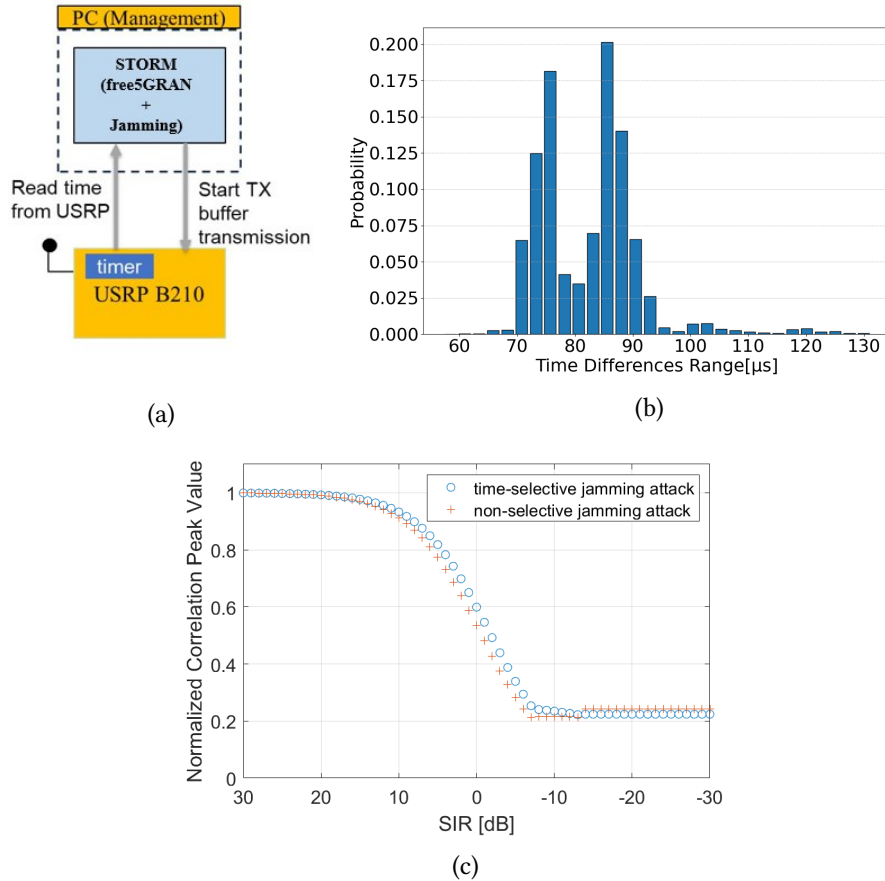 PC (Management)
STORM
(free5GRAN
+
Jamming)
Read time
from USRP
Start TX
buffer
transmission
timer
USRP B210
(a)
Probability
0.200
0.175
0.150
0.125
0.100
0.075
0.050
0.025
0.000
60 70 80 90 100 110 120 130
Time Differences Range[μs]
(b)
Normalized Correlation Peak Value
1
0.8
0.6
0.4
0.2
0
time-selective jamming attack
non-selective jamming attack
30 20 10 0 -10 -20 -30
SIR [dB]
(c)